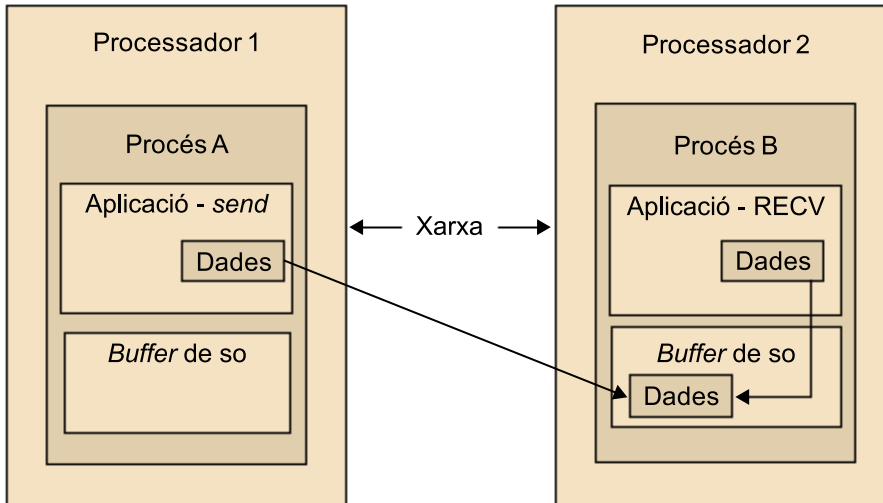 Processador 1
Procés A
Aplicació - send
Dades
Buffer de so
Xarxa
Processador 2
Procés B
Aplicació - RECV
Dades
Buffer de so
Dades